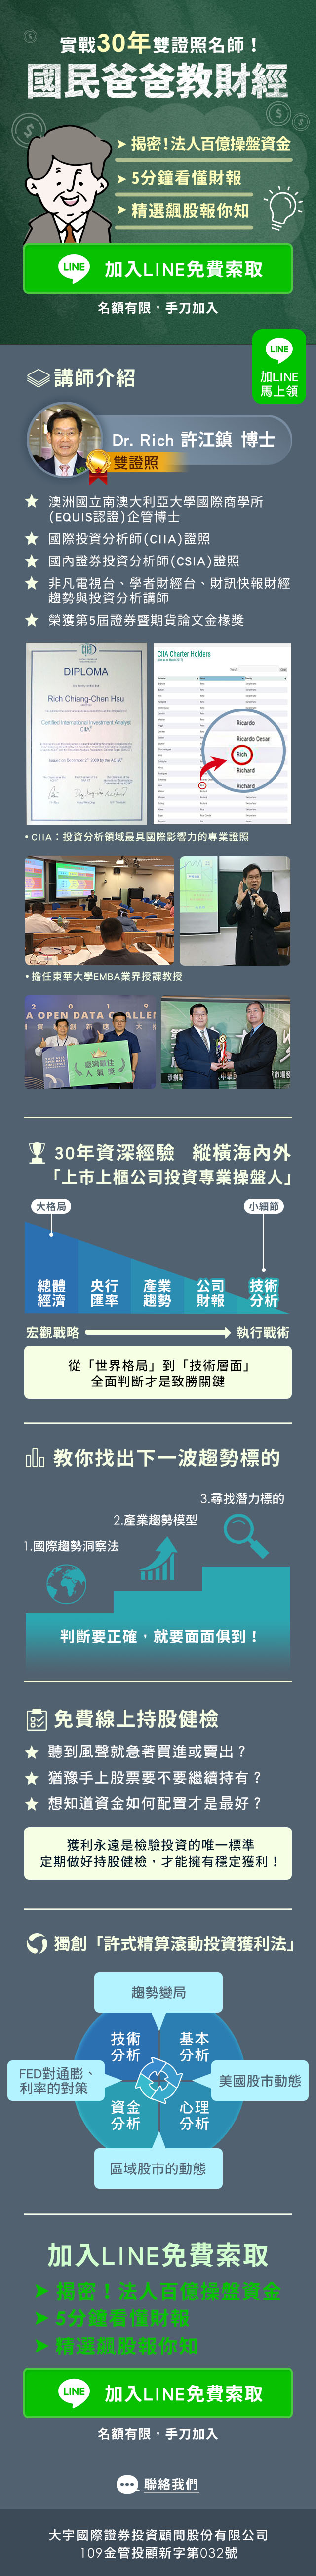 實戰30年雙證照名師！
國民爸爸教財經
揭密！法人百億操盤資金
5分鐘看懂財報
精選飆股報你知
LINE 加入LINE免費索取
名額有限，手刀加入
LINE
加LINE
馬上領
講師介紹
Dr. Rich 許江鎮 博士
雙證照
澳洲國立南澳大利亞大學國際商學所
(EQUIS認證)企管博士
國際投資分析師(CIIA)證照
國內證券投資分析師(CSIA)證照
非凡電視台、學者財經台、財訊快報財經
趨勢與投資分析講師
榮獲第5屆證券暨期貨論文金椽獎
DIPLOMA
Rich Chiang-Chen Hsu
Certified International Investment Analyst
CIIA
CIIA Charter Holders
Ricardo
Ricardo Cesar
Rich
Richard
Richard
•CIIA：投資分析領域最具國際影響力的專業證照
•擔任東華大學EMBA業界授課教授
2 0 1 9
A OPEN DATA CHALLEN
臺灣最佳
人氣獎
30年資深經驗 縱橫海內外
「上市上櫃公司投資專業操盤人」
大格局
小細節
總體
經濟
央行
匯率
產業
趨勢
公司
財報
技術
分析
宏觀戰略
執行戰術
從「世界格局」到「技術層面」
全面判斷才是致勝關鍵
教你找出下一波趨勢標的
3.尋找潛力標的
2.產業趨勢模型
1.國際趨勢洞察法
判斷要正確，就要面面俱到！
免費線上持股健檢
聽到風聲就急著買進或賣出？
猶豫手上股票要不要繼續持有？
想知道資金如何配置才是最好？
獲利永遠是檢驗投資的唯一標準
定期做好持股健檢，才能擁有穩定獲利！
獨創「許式精算滾動投資獲利法」
趨勢變局
技術
分析
基本
分析
FED對通膨、
利率的對策
美國股市動態
資金
分析
心理
分析
區域股市的動態
加入LINE免費索取
揭密！法人百億操盤資金
5分鐘看懂財報
精選飆股報你知
LINE 加入LINE免費索取
名額有限，手刀加入
聯絡我們
大宇國際證券投資顧問股份有限公司
109金管投顧新字第032號